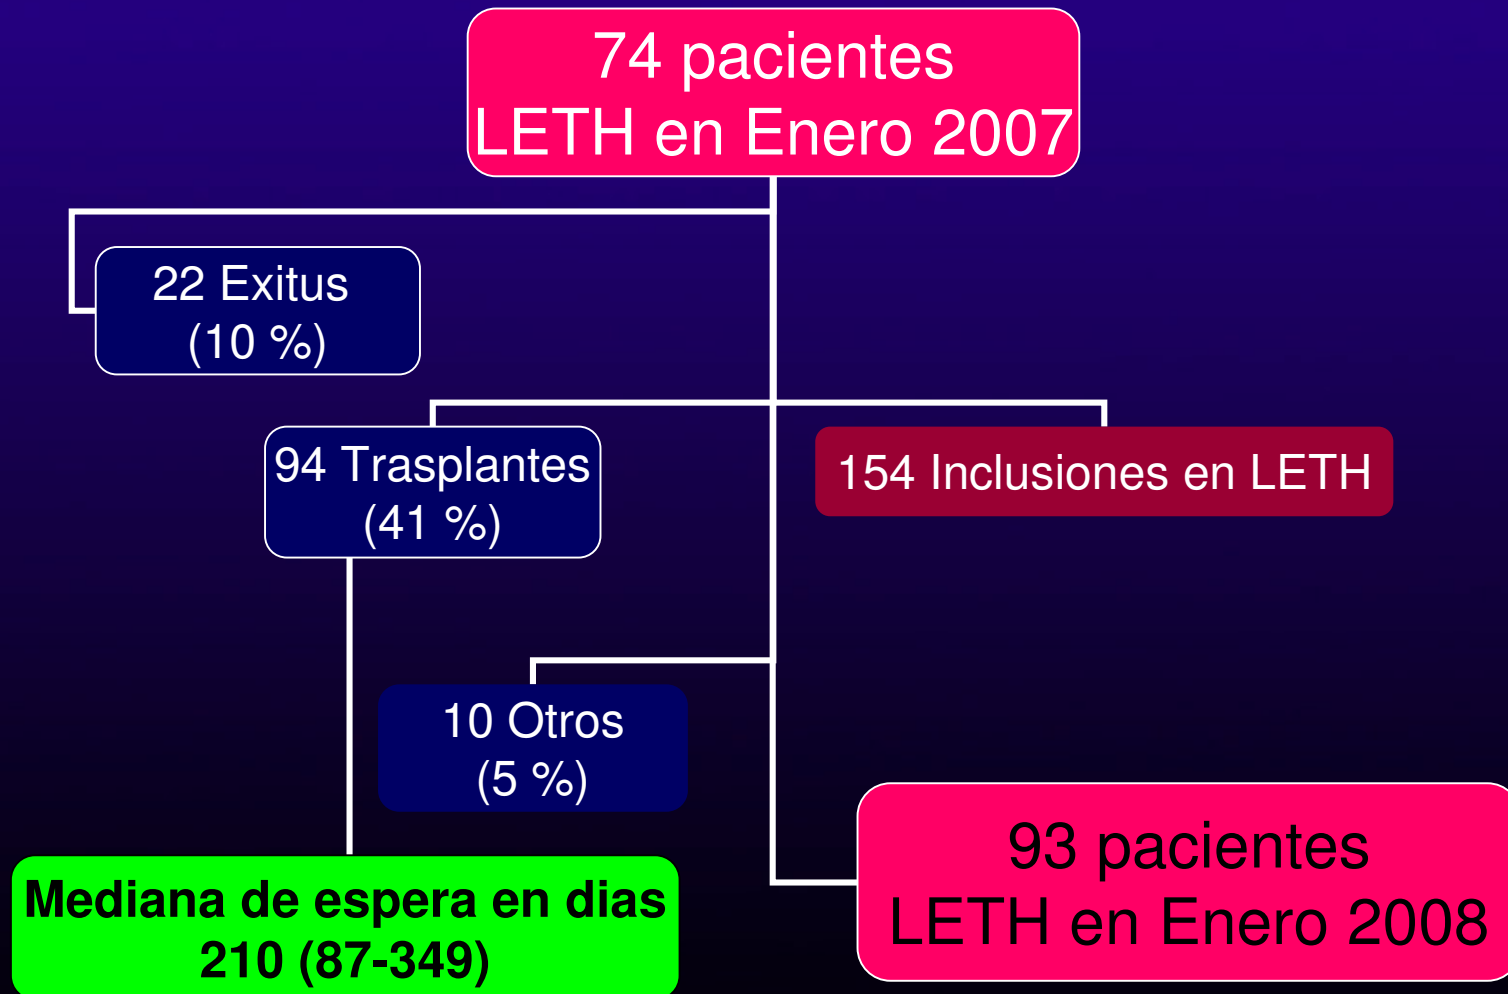 74 pacientes
LETH en Enero 2007
22 Exitus
(10 %)
94 Trasplantes
(41 %)
154 Inclusiones en LETH
10 Otros
(5 %)
93 pacientes
LETH en Enero 2008
Mediana de espera en dias
210 (87-349)